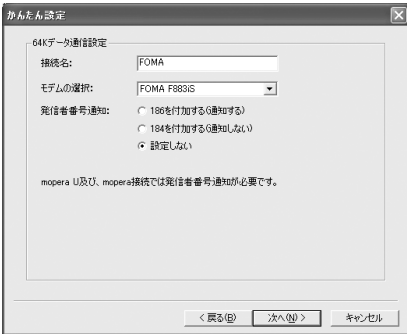 かんたん設定
64Kデータ通信設定
接続名: FOMA
モデムの選択: FOMA F883iS
発信者番号通知: 186を付加する(通知する)
184を付加する(通知しない)
設定しない
mopera U及び、mopera接続では発信者番号通知が必要です。
< 戻る(B) 次へ(N) > キャンセル